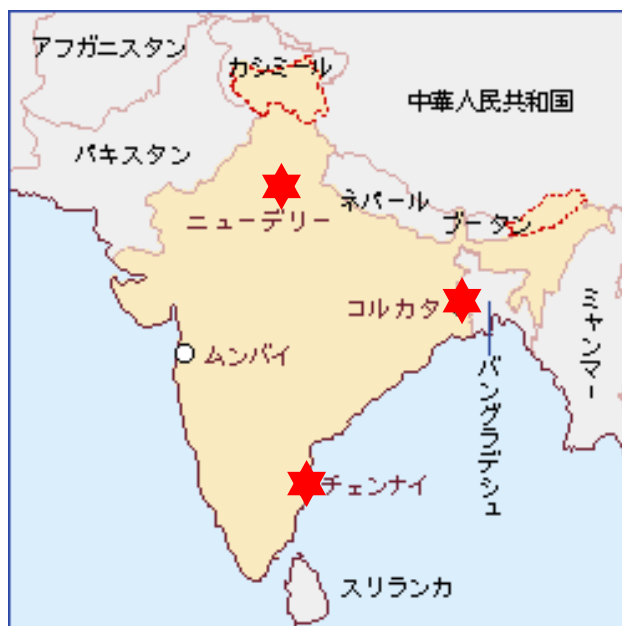 アフガニスタン
カシミール
中華人民共和国
パキスタン
ネパール
ニューデリー
ブータン
コルカタ
ミャンマー
ムンバイ
バングラデシュ
チェンナイ
スリランカ